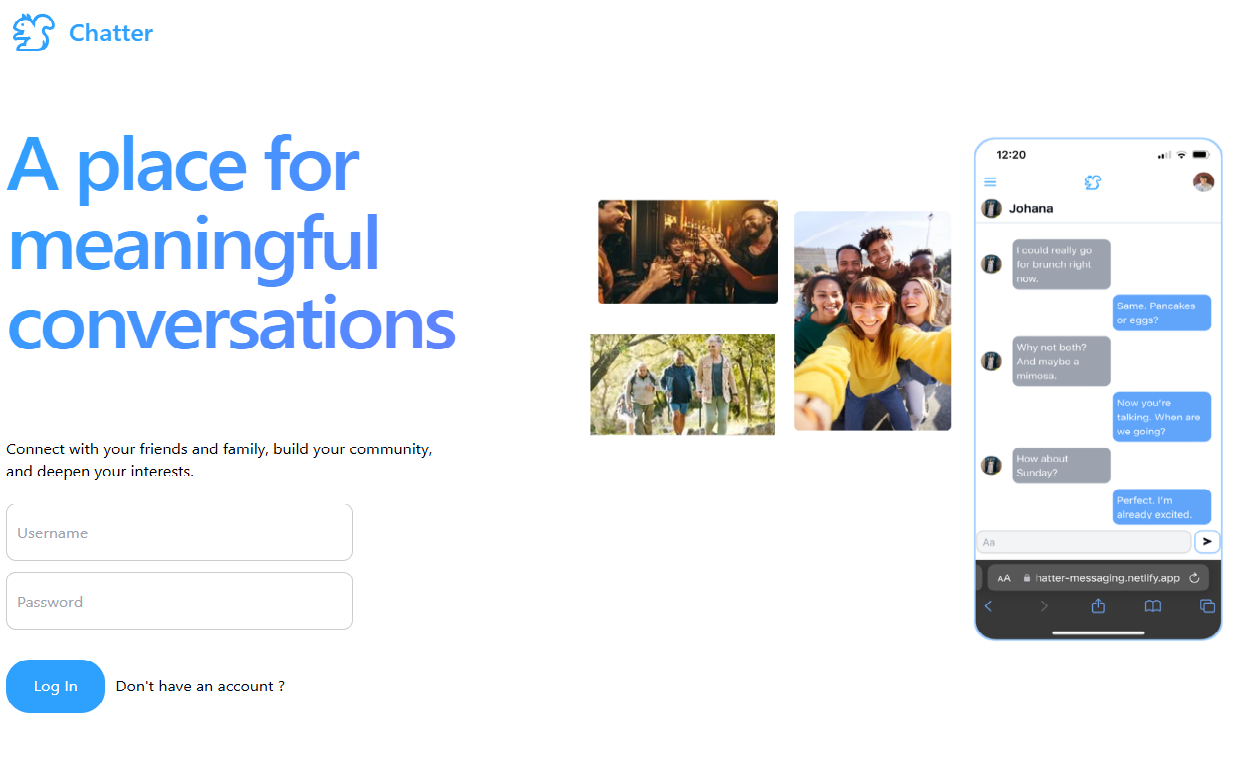 Chatter
A place for
meaningful
conversations
Connect with your friends and family, build your community,
and deepen your interests.
Username
Password
Log In
Don't have an account ?
12:20
Johana
I could really go
for brunch right
now.
Same. Pancakes
or eggs?
Why not both?
And maybe a
mimosa.
Now you're
talking. When are
we going?
How about
Sunday?
Perfect. I'm
already excited.
Aa
AA
hatter-messaging.netlify.app